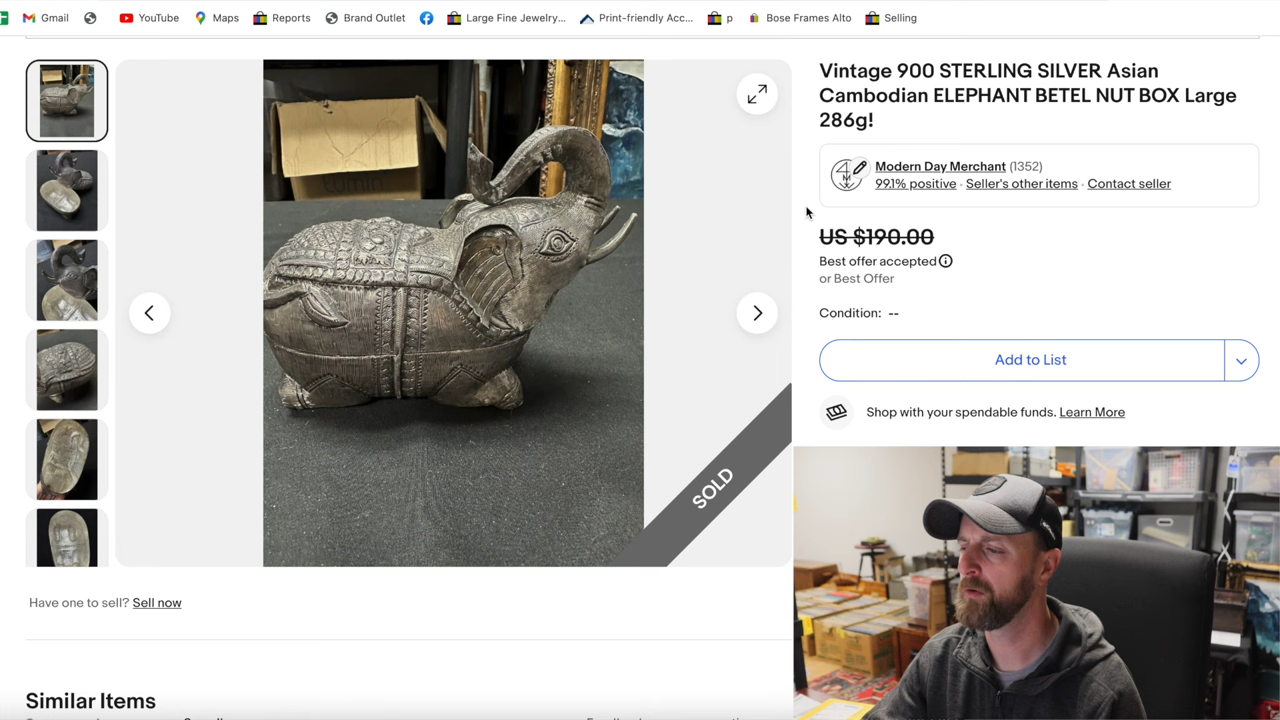 Gmail YouTube Maps Reports Brand Outlet Large Fine Jewelry... Print-friendly Acc... p Bose Frames Alto Selling
Vintage 900 STERLING SILVER Asian
Cambodian ELEPHANT BETEL NUT BOX Large
286g!
Modern Day Merchant (1352)
99.1% positive · Seller's other items · Contact seller
US $190.00
Best offer accepted
or Best Offer
Condition: --
Add to List
Shop with your spendable funds. Learn More
SOLD
Have one to sell? Sell now
Similar Items